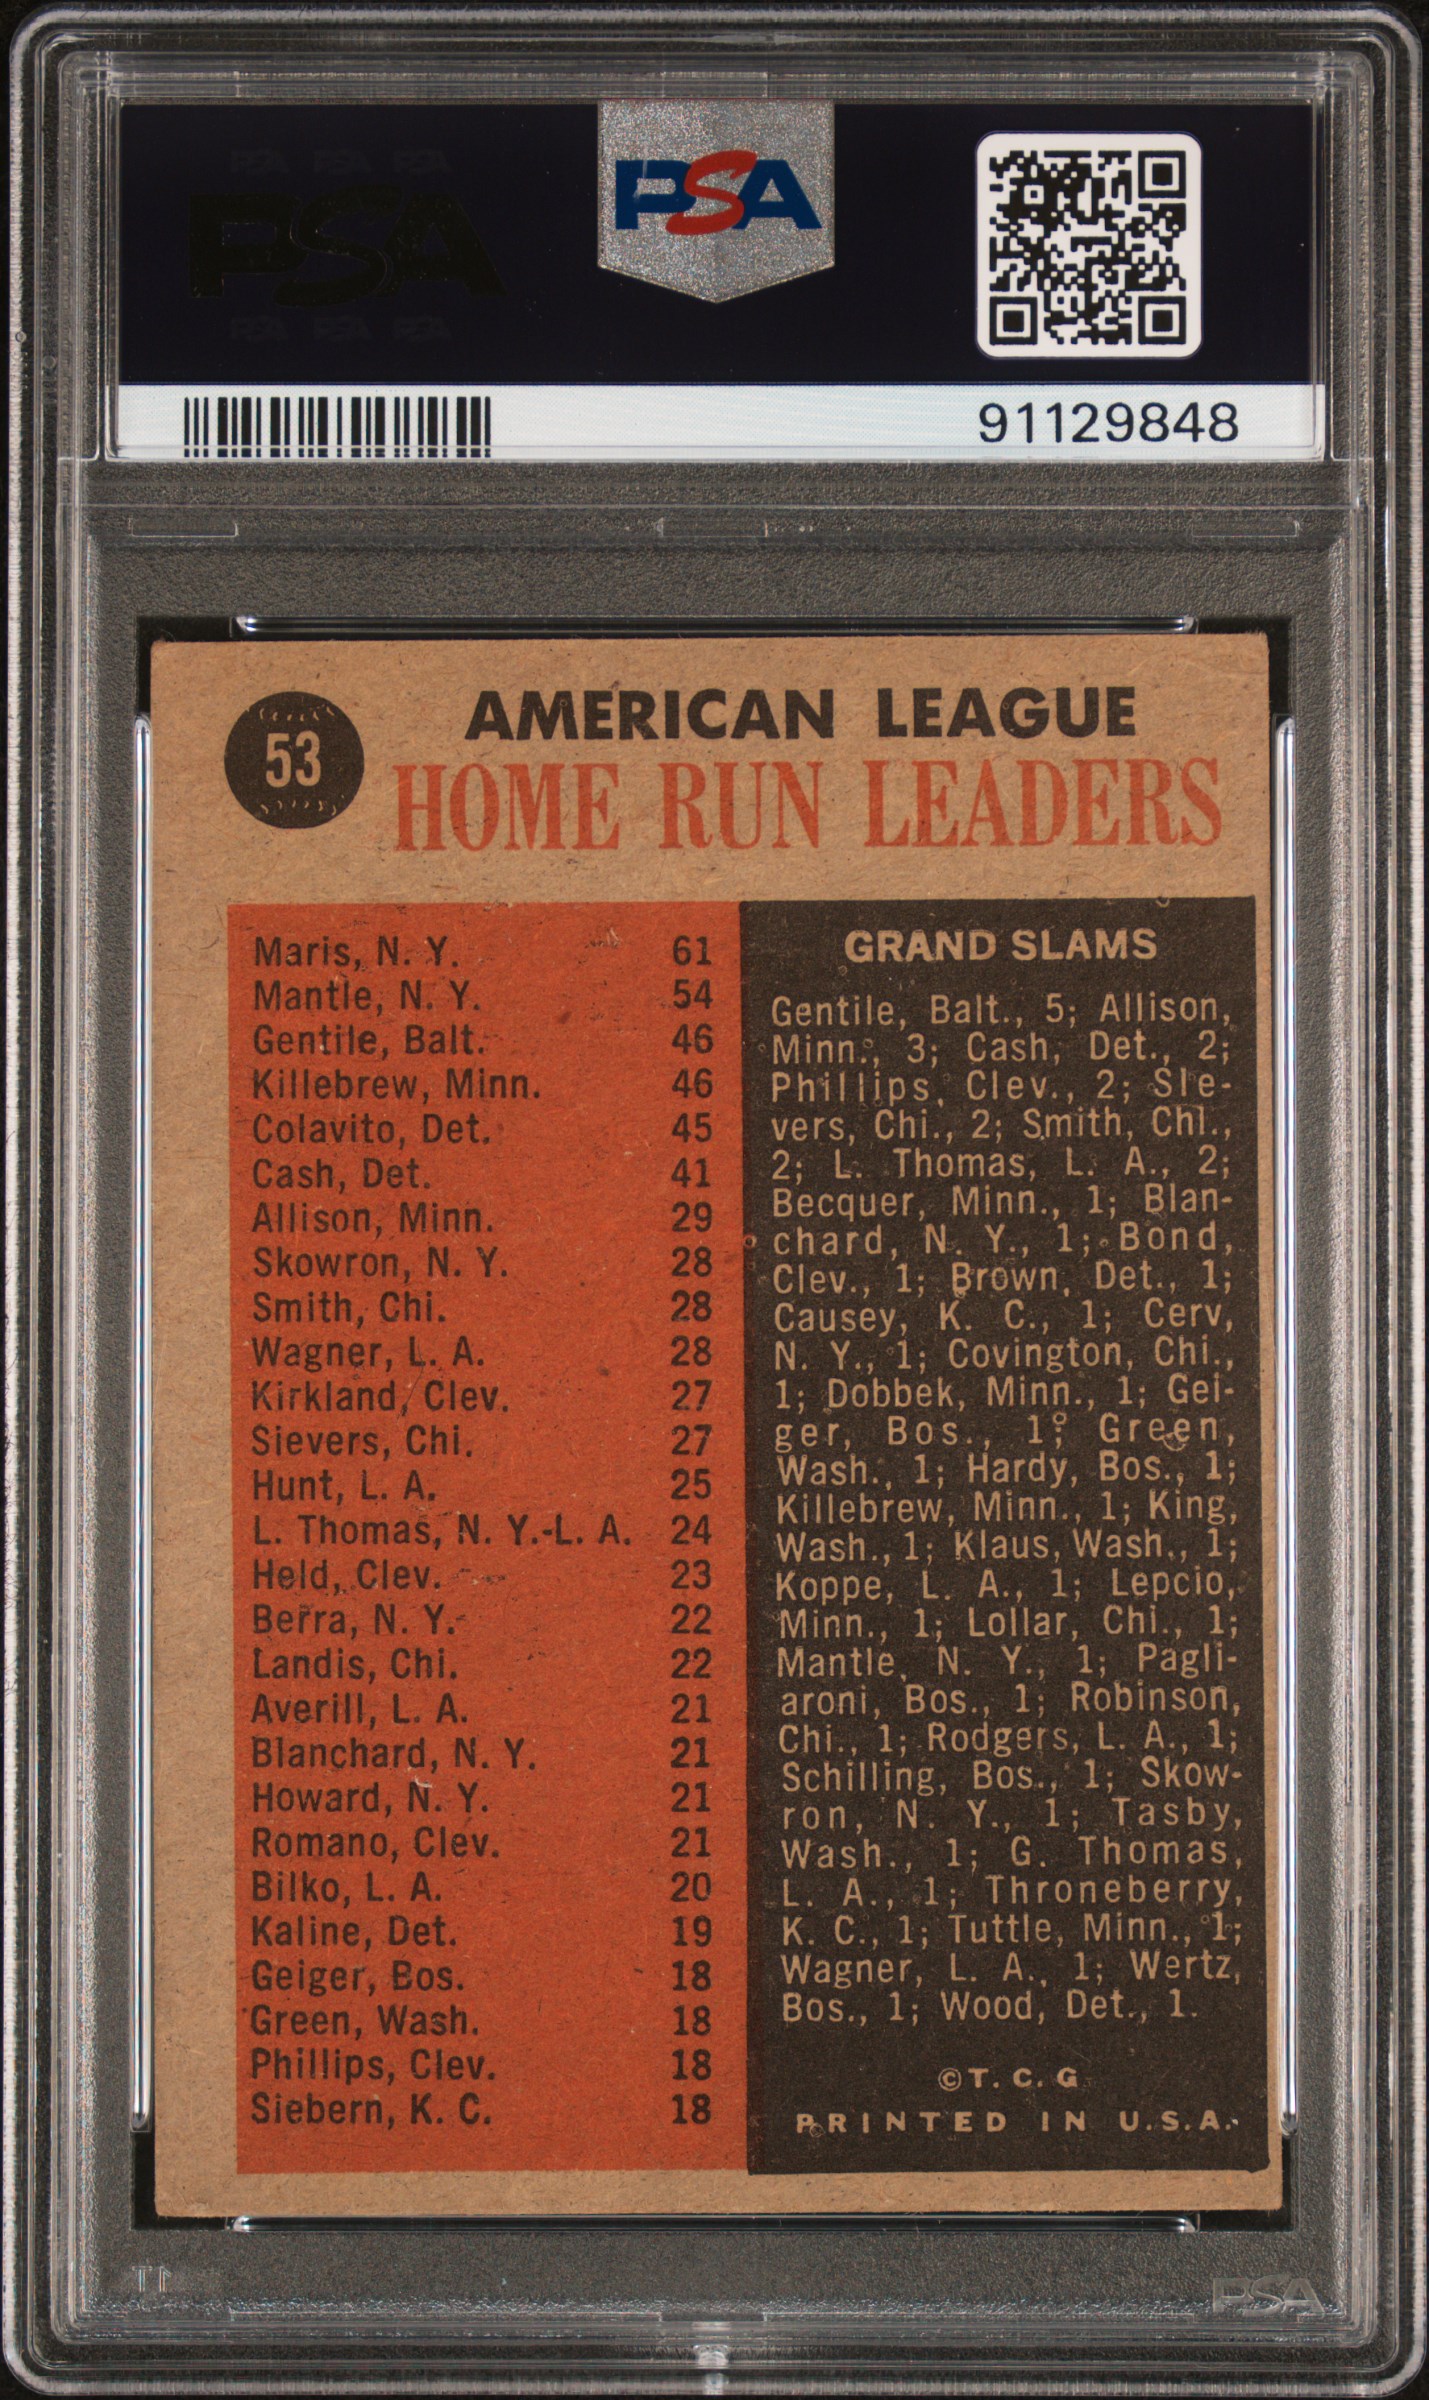 PSA PSA PSA
PSA
PSA PSA PSA
PSA
91129848
53
AMERICAN LEAGUE
HOME RUN LEADERS
Maris, N. Y. 61
Mantle, N. Y. 54
Gentile, Balt. 46
Killebrew, Minn. 46
Colavito, Det. 45
Cash, Det. 41
Allison, Minn. 29
Skowron, N. Y. 28
Smith, Chi. 28
Wagner, L. A. 28
Kirkland, Clev. 27
Sievers, Chi. 27
Hunt, L. A. 25
L. Thomas, N. Y.-L. A. 24
Held, Clev. 23
Berra, N. Y. 22
Landis, Chi. 22
Averill, L. A. 21
Blanchard, N. Y. 21
Howard, N. Y. 21
Romano, Clev. 21
Bilko, L. A. 20
Kaline, Det. 19
Geiger, Bos. 18
Green, Wash. 18
Phillips, Clev. 18
Siebern, K. C. 18
GRAND SLAMS
Gentile, Balt., 5; Allison,
Minn., 3; Cash, Det., 2;
Phillips, Clev., 2; Sie-
vers, Chi., 2; Smith, Chi.,
2; L. Thomas, L. A., 2;
Becquer, Minn., 1; Blan-
chard, N. Y., 1; Bond,
Clev., 1; Brown, Det., 1;
Causey, K. C., 1; Cerv,
N. Y., 1; Covington, Chi.,
1; Dobbek, Minn., 1; Gei-
ger, Bos., 1; Green,
Wash., 1; Hardy, Bos., 1;
Killebrew, Minn., 1; King,
Wash., 1; Klaus, Wash., 1;
Koppe, L. A., 1; Lepcio,
Minn., 1; Lollar, Chi., 1;
Mantle, N. Y., 1; Pagli-
aroni, Bos., 1; Robinson,
Chi., 1; Rodgers, L. A., 1;
Schilling, Bos., 1; Skow-
ron, N. Y., 1; Tasby,
Wash., 1; G. Thomas,
L. A., 1; Throneberry,
K. C., 1; Tuttle, Minn., 1;
Wagner, L. A., 1; Wertz,
Bos., 1; Wood, Det., 1.
©T. C. G
PRINTED IN U.S.A.
PSA